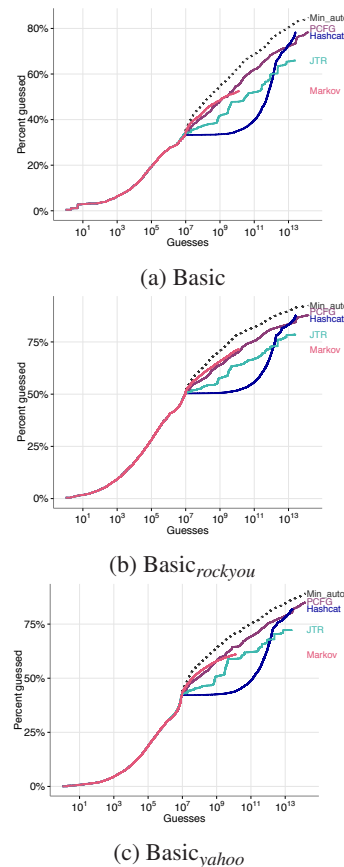 Min_auto
PCFG
Hashcat
80%
JTR
60%
Markov
40%
20%
0%
Percent guessed
10^1 10^3 10^5 10^7 10^9 10^11 10^13
Guesses
(a) Basic
Min_auto
PCFG
Hashcat
75%
JTR
Markov
50%
25%
0%
Percent guessed
10^1 10^3 10^5 10^7 10^9 10^11 10^13
Guesses
(b) Basic_rockyou
Min_auto
PCFG
Hashcat
75%
JTR
50%
Markov
25%
0%
Percent guessed
10^1 10^3 10^5 10^7 10^9 10^11 10^13
Guesses
(c) Basic_yahoo